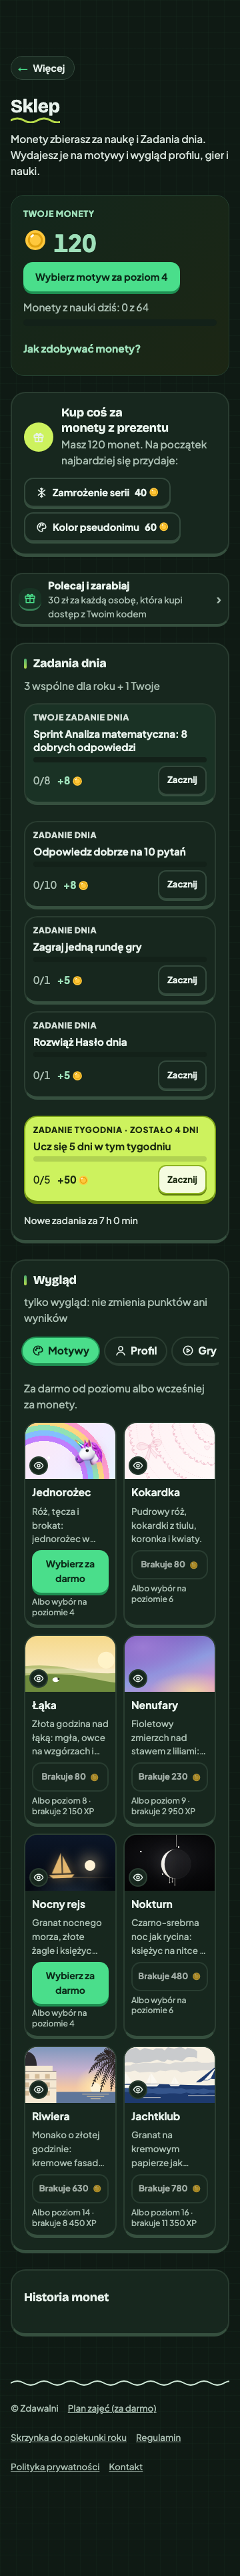 ← Więcej
Sklep
Monety zbierasz za naukę i Zadania dnia.
Wydajesz je na motywy i wygląd profilu, gier i
nauki.
TWOJE MONETY
120
Wybierz motyw za poziom 4
Monety z nauki dziś: 0 z 64
Jak zdobywać monety?
Kup coś za
monety z prezentu
Masz 120 monet. Na początek
najbardziej się przydaje:
Zamrożenie serii 40
Kolor pseudonimu 60
Polecaj i zarabiaj
30 zł za każdą osobę, która kupi
dostęp z Twoim kodem
Zadania dnia
3 wspólne dla roku + 1 Twoje
TWOJE ZADANIE DNIA
Sprint Analiza matematyczna: 8
dobrych odpowiedzi
0/8 +8 Zacznij
ZADANIE DNIA
Odpowiedz dobrze na 10 pytań
0/10 +8 Zacznij
ZADANIE DNIA
Zagraj jedną rundę gry
0/1 +5 Zacznij
ZADANIE DNIA
Rozwiąż Hasło dnia
0/1 +5 Zacznij
ZADANIE TYGODNIA · ZOSTAŁO 4 DNI
Ucz się 5 dni w tym tygodniu
0/5 +50 Zacznij
Nowe zadania za 7 h 0 min
Wygląd
tylko wygląd: nie zmienia punktów ani
wyników
Motywy Profil Gry
Za darmo od poziomu albo wcześniej
za monety.
Jednorożec
Róż, tęcza i
brokat:
jednorożec w…
Wybierz za
darmo
Albo wybór na
poziomie 4
Kokardka
Pudrowy róż,
kokardki z tiulu,
koronka i kwiaty.
Brakuje 80
Albo wybór na
poziomie 6
Łąka
Złota godzina nad
łąką: mgła, owce
na wzgórzach i…
Brakuje 80
Albo poziom 8 ·
brakuje 2 150 XP
Nenufary
Fioletowy
zmierzch nad
stawem z liliami:…
Brakuje 230
Albo poziom 9 ·
brakuje 2 950 XP
Nocny rejs
Granat nocnego
morza, złote
żagle i księżyc…
Wybierz za
darmo
Albo wybór na
poziomie 4
Nokturn
Czarno-srebrna
noc jak rycina:
księżyc na nitce …
Brakuje 480
Albo wybór na
poziomie 6
Riwiera
Monako o złotej
godzinie:
kremowe fasad…
Brakuje 630
Albo poziom 14 ·
brakuje 8 450 XP
Jachtklub
Granat na
kremowym
papierze jak…
Brakuje 780
Albo poziom 16 ·
brakuje 11 350 XP
Historia monet
© Zdawalni Plan zajęć (za darmo)
Skrzynka do opiekunki roku Regulamin
Polityka prywatności Kontakt